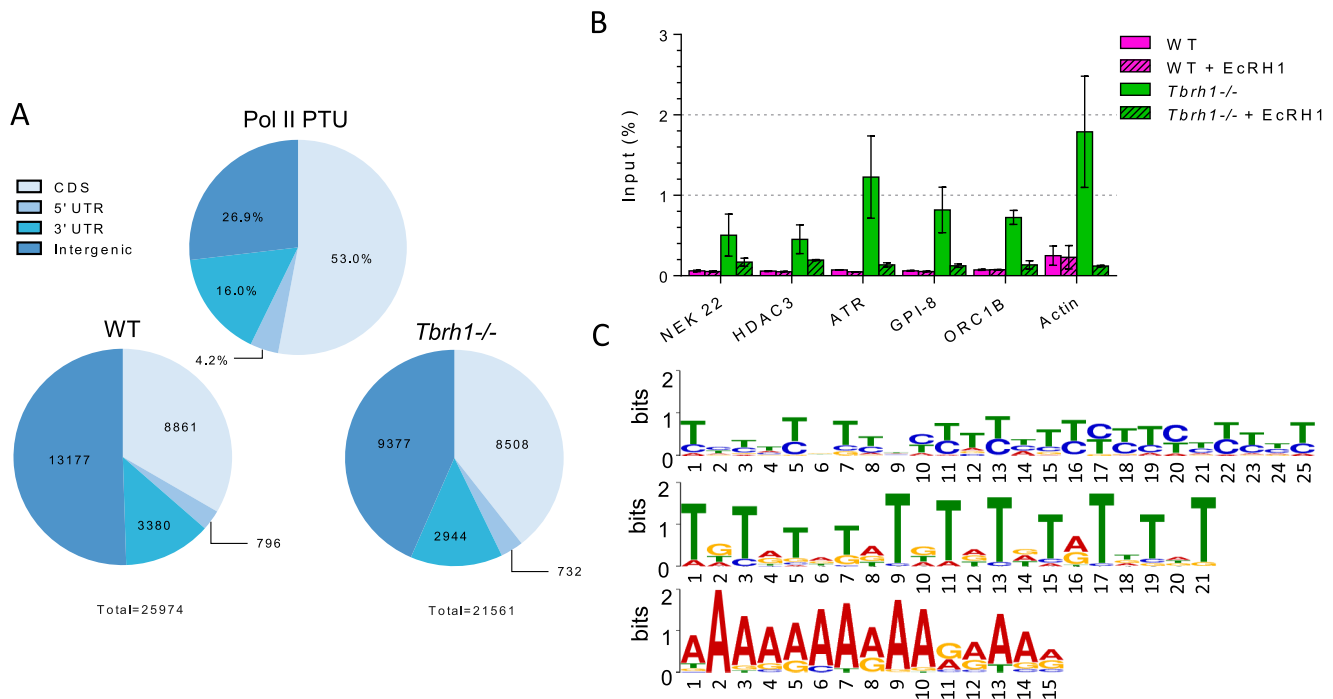 A
Pol II PTU
CDS
5' UTR
3' UTR
Intergenic
26.9%
53.0%
16.0%
4.2%
WT
13177
8861
3380
796
Total=25974
Tbrh1-/-
9377
8508
2944
732
Total=21561
B
WT
WT + EcRH1
Tbrh1-/-
Tbrh1-/- + EcRH1
Input (%)
3
2
1
0
NEK 22 HDAC3 ATR GPI-8 ORC1B Actin
C
bits
2
1
0
1 2 3 4 5 6 7 8 9 10 11 12 13 14 15 16 17 18 19 20 21 22 23 24 25
bits
2
1
0
1 2 3 4 5 6 7 8 9 10 11 12 13 14 15 16 17 18 19 20 21
bits
2
1
0
1 2 3 4 5 6 7 8 9 10 11 12 13 14 15